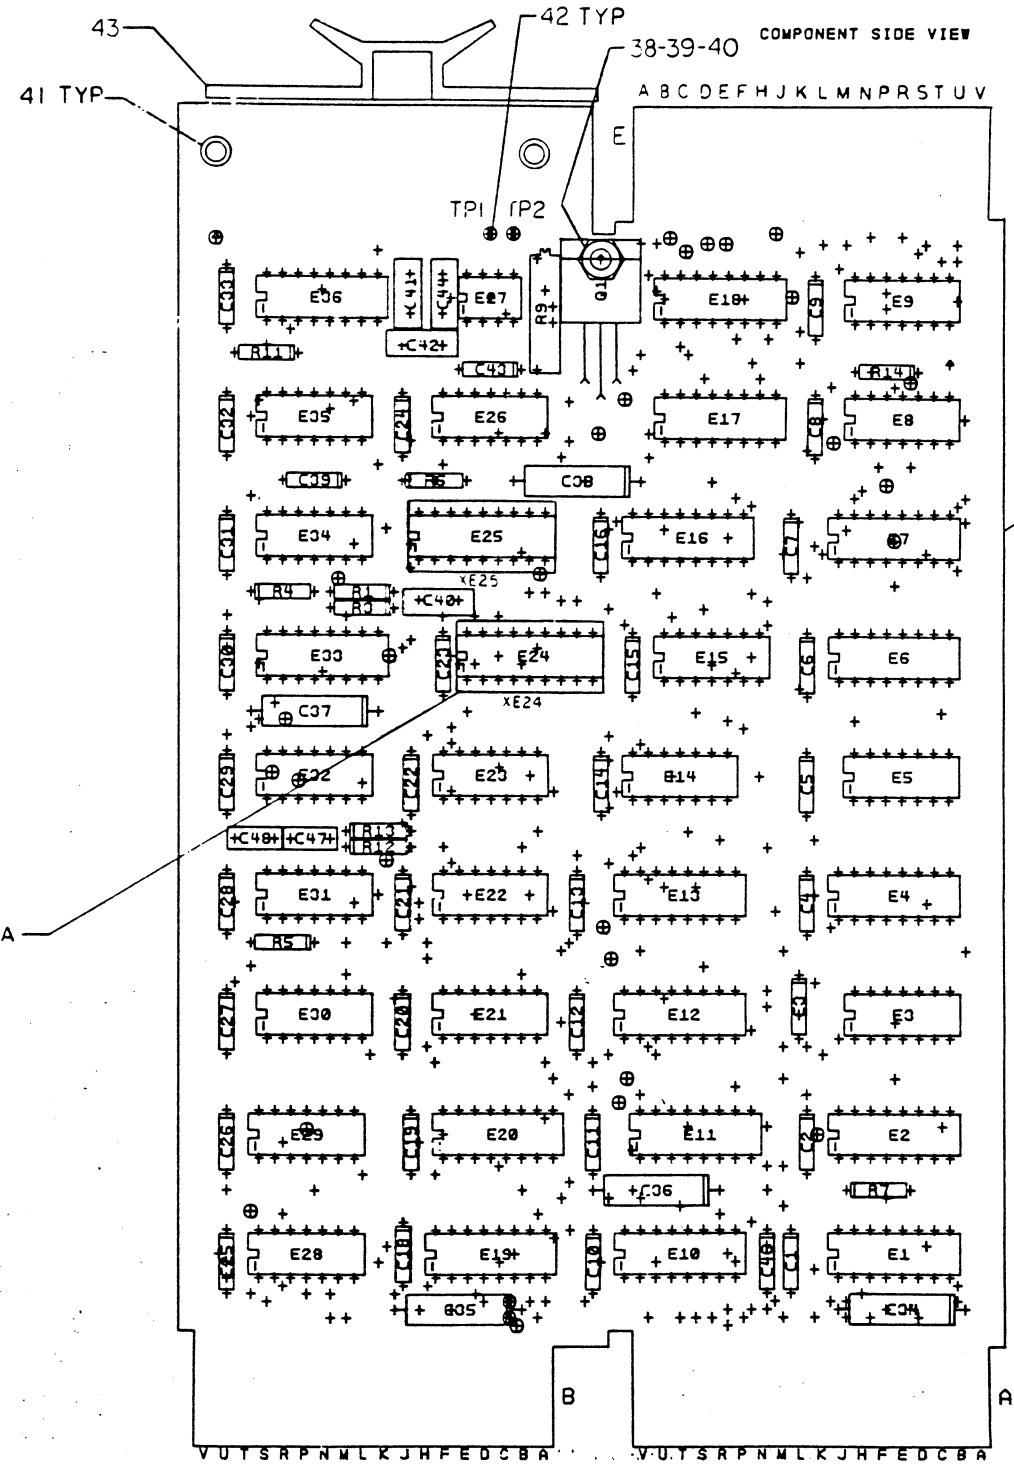 COMPONENT SIDE VIEW
43
42 TYP
38-39-40
41 TYP
A B C D E F H J K L M N P R S T U V
E
TP1 TP2
C33 E36 C41 C44 E27 R9 Q1 E18 C9 E9
R11 C42 C43 R14
C32 E35 C24 E26 E17 C8 E8
C39 R6 C38
C31 E34 E25 C16 E16 C7 E7
XE25
R4 R1 C40
R3
C30 E33 C23 E24 C15 E15 C6 E6
XE24
C37
C29 E32 C22 E23 C14 E14 C5 E5
C48 C47 R13
R12
C28 E31 C21 E22 C13 E13 C4 E4
A
R5
C27 E30 C20 E21 C12 E12 C3 E3
C26 E29 C19 E20 C11 E11 C2 E2
C36 R7
C25 E28 C18 E19 C10 E10 C46 C1 E1
C35 C34
B A
V U T S R P N M L K J H F E D C B A V U T S R P N M L K J H F E D C B A